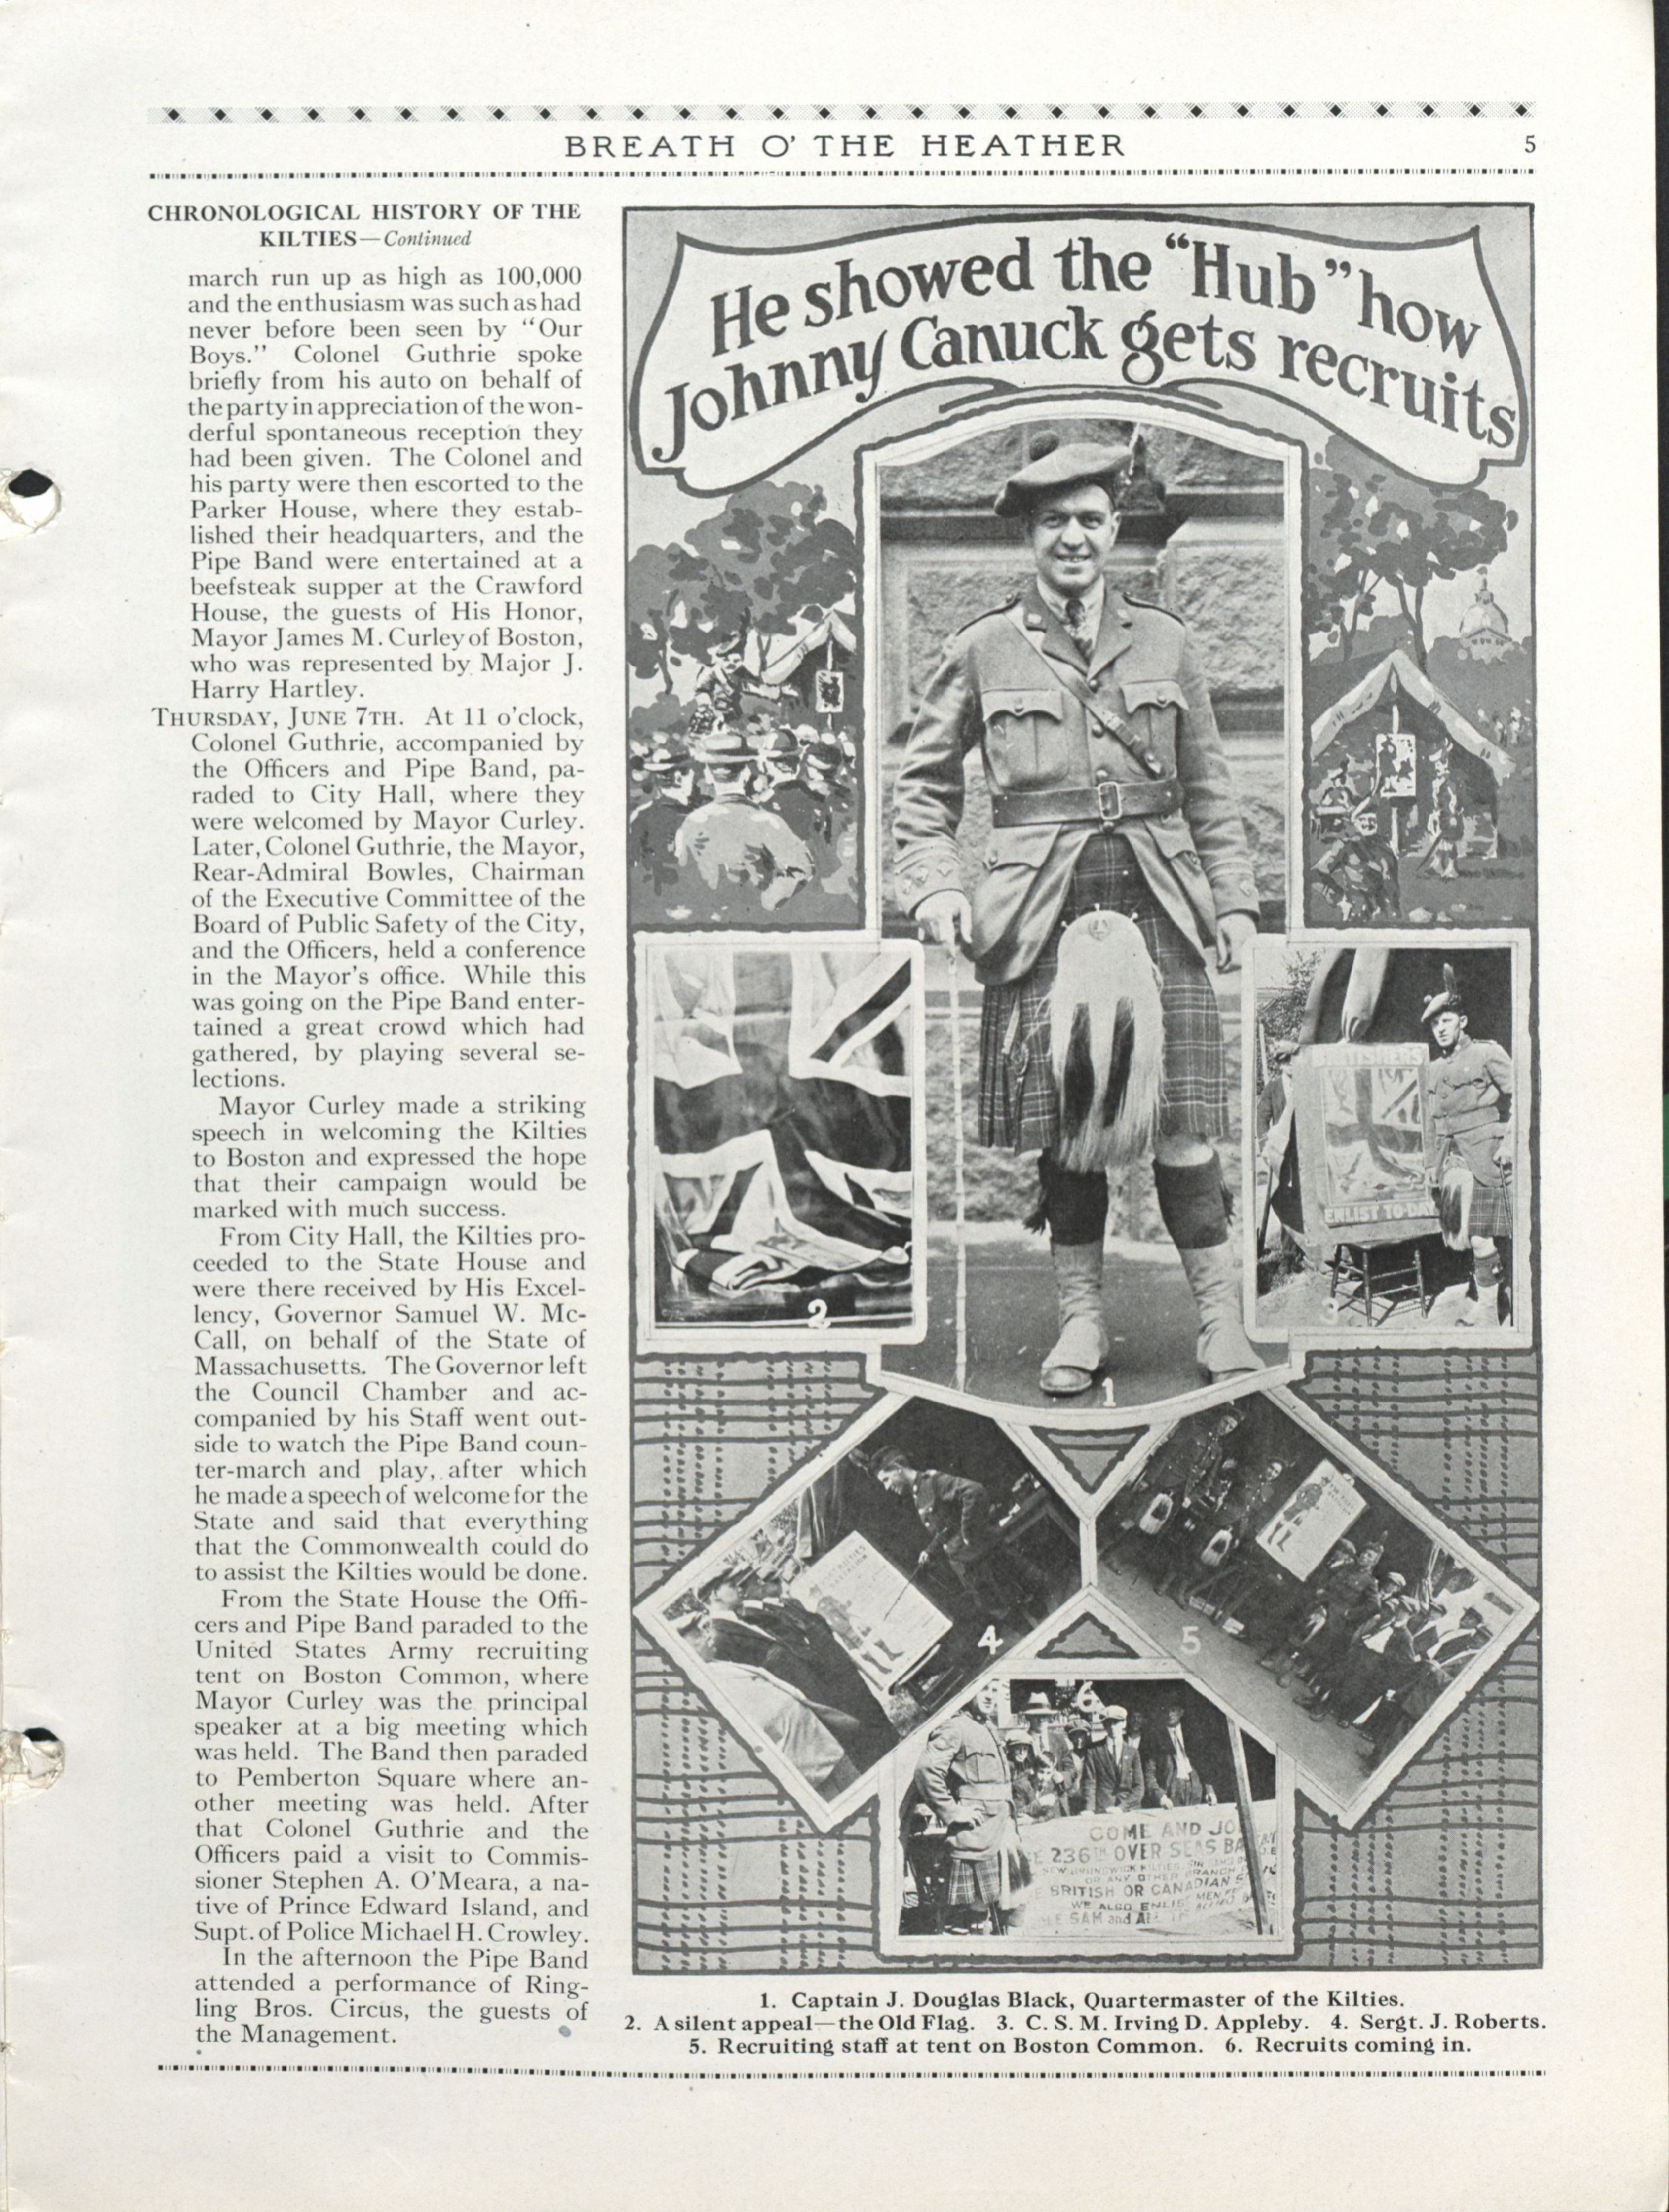 BREATH O' THE HEATHER
5
CHRONOLOGICAL HISTORY OF THE
KILTIES—Continued
march run up as high as 100,000
and the enthusiasm was such as had
never before been seen by "Our
Boys." Colonel Guthrie spoke
briefly from his auto on behalf of
the party in appreciation of the won-
derful spontaneous reception they
had been given. The Colonel and
his party were then escorted to the
Parker House, where they estab-
lished their headquarters, and the
Pipe Band were entertained at a
beefsteak supper at the Crawford
House, the guests of His Honor,
Mayor James M. Curley of Boston,
who was represented by Major J.
Harry Hartley.
THURSDAY, JUNE 7TH. At 11 o'clock,
Colonel Guthrie, accompanied by
the Officers and Pipe Band, pa-
raded to City Hall, where they
were welcomed by Mayor Curley.
Later, Colonel Guthrie, the Mayor,
Rear-Admiral Bowles, Chairman
of the Executive Committee of the
Board of Public Safety of the City,
and the Officers, held a conference
in the Mayor's office. While this
was going on the Pipe Band enter-
tained a great crowd which had
gathered, by playing several se-
lections.
Mayor Curley made a striking
speech in welcoming the Kilties
to Boston and expressed the hope
that their campaign would be
marked with much success.
From City Hall, the Kilties pro-
ceeded to the State House and
were there received by His Excel-
lency, Governor Samuel W. Mc-
Call, on behalf of the State of
Massachusetts. The Governor left
the Council Chamber and ac-
companied by his Staff went out-
side to watch the Pipe Band coun-
ter-march and play, after which
he made a speech of welcome for the
State and said that everything
that the Commonwealth could do
to assist the Kilties would be done.
From the State House the Offi-
cers and Pipe Band paraded to the
United States Army recruiting
tent on Boston Common, where
Mayor Curley was the principal
speaker at a big meeting which
was held. The Band then paraded
to Pemberton Square where an-
other meeting was held. After
that Colonel Guthrie and the
Officers paid a visit to Commis-
sioner Stephen A. O'Meara, a na-
tive of Prince Edward Island, and
Supt. of Police Michael H. Crowley.
In the afternoon the Pipe Band
attended a performance of Ring-
ling Bros. Circus, the guests of
the Management.
He showed the "Hub" how
Johnny Canuck gets recruits
BRITISHERS
ENLIST TO-DAY
2
3
1
4
5
6
COME AND JO
236TH OVER SEAS BA
NEW BRUNSWICK KILTIES
OR ANY OTHER BRANCH
BRITISH OR CANADIAN
WE ALSO ENLIS MEN
SAM and
1. Captain J. Douglas Black, Quartermaster of the Kilties.
2. A silent appeal—the Old Flag. 3. C. S. M. Irving D. Appleby. 4. Sergt. J. Roberts.
5. Recruiting staff at tent on Boston Common. 6. Recruits coming in.